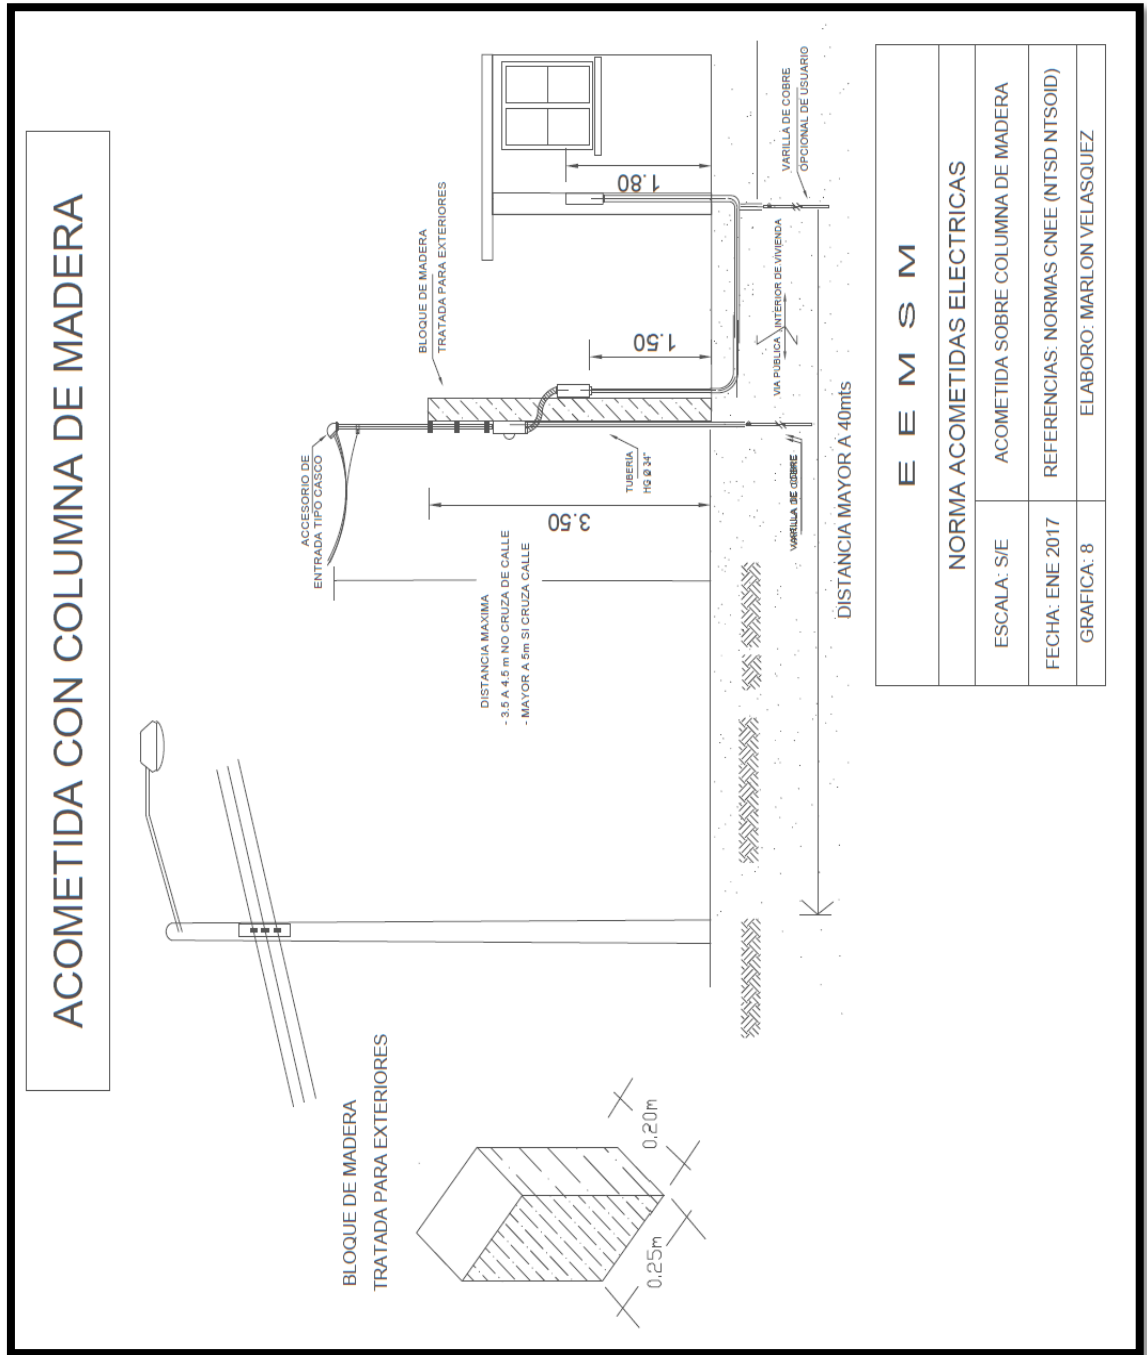 ACOMETIDA CON COLUMNA DE MADERA
ACCESORIO DE
ENTRADA TIPO CASCO
BLOQUE DE MADERA
TRATADA PARA EXTERIORES
DISTANCIA MAXIMA
- 3.5 A 4.5 m NO CRUZA DE CALLE
- MAYOR A 5m SI CRUZA CALLE
3.50
1.50
1.80
TUBERIA
HG Ø 3/4"
VIA PUBLICA
INTERIOR DE VIVIENDA
VARILLA DE COBRE
VARILLA DE COBRE
OPCIONAL DE USUARIO
DISTANCIA MAYOR A 40mts
BLOQUE DE MADERA
TRATADA PARA EXTERIORES
0.25m
0.20m
E E M S M
NORMA ACOMETIDAS ELECTRICAS
ESCALA: S/E
ACOMETIDA SOBRE COLUMNA DE MADERA
FECHA: ENE 2017
REFERENCIAS: NORMAS CNEE (NTSD NTSOID)
GRAFICA: 8
ELABORO: MARLON VELASQUEZ